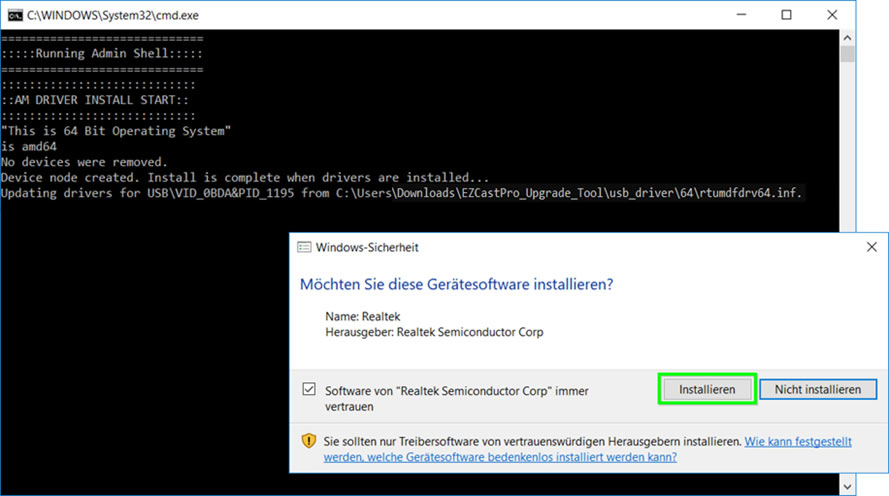 C:\WINDOWS\System32\cmd.exe
=============================
:::::Running Admin Shell:::::
=============================
::::::::::::::::::::::::::::
::AM DRIVER INSTALL START::
::::::::::::::::::::::::::::
"This is 64 Bit Operating System"
is amd64
No devices were removed.
Device node created. Install is complete when drivers are installed...
Updating drivers for USB\VID_0BDA&PID_1195 from C:\Users\Downloads\EZCastPro_Upgrade_Tool\usb_driver\64\rtumdfdrv64.inf.
Windows-Sicherheit
Möchten Sie diese Gerätesoftware installieren?
Name: Realtek
Herausgeber: Realtek Semiconductor Corp
Software von "Realtek Semiconductor Corp" immer
vertrauen
Installieren
Nicht installieren
Sie sollten nur Treibersoftware von vertrauenswürdigen Herausgebern installieren. Wie kann festgestellt
werden, welche Gerätesoftware bedenkenlos installiert werden kann?